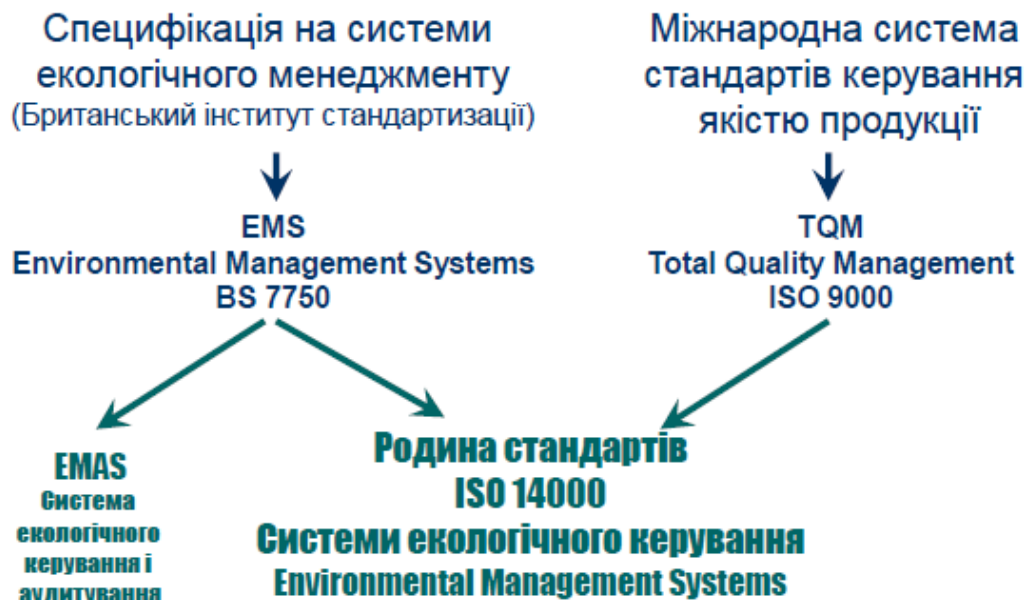 Специфікація на системи
екологічного менеджменту
(Британський інститут стандартизації)
EMS
Environmental Management Systems
BS 7750
Міжнародна система
стандартів керування
якістю продукції
TQM
Total Quality Management
ISO 9000
EMAS
Система
екологічного
керування і
аудитування
Родина стандартів
ISO 14000
Системи екологічного керування
Environmental Management Systems